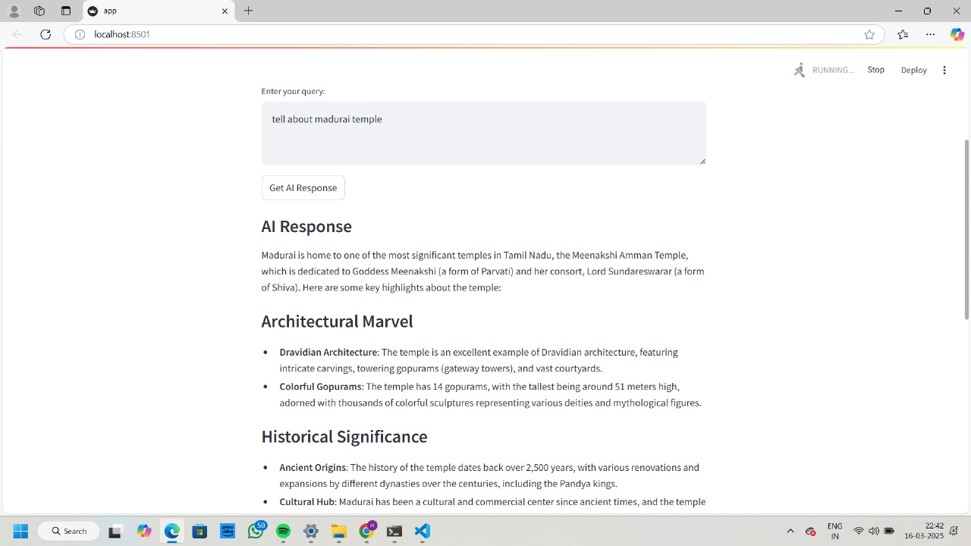 app
localhost:8501
RUNNING...
Stop
Deploy
Enter your query:
tell about madurai temple
Get AI Response
AI Response
Madurai is home to one of the most significant temples in Tamil Nadu, the Meenakshi Amman Temple,
which is dedicated to Goddess Meenakshi (a form of Parvati) and her consort, Lord Sundareswarar (a form
of Shiva). Here are some key highlights about the temple:
Architectural Marvel
• Dravidian Architecture: The temple is an excellent example of Dravidian architecture, featuring
intricate carvings, towering gopurams (gateway towers), and vast courtyards.
• Colorful Gopurams: The temple has 14 gopurams, with the tallest being around 51 meters high,
adorned with thousands of colorful sculptures representing various deities and mythological figures.
Historical Significance
• Ancient Origins: The history of the temple dates back over 2,500 years, with various renovations and
expansions by different dynasties over the centuries, including the Pandya kings.
• Cultural Hub: Madurai has been a cultural and commercial center since ancient times, and the temple
Search
50
H
ENG
IN
22:42
16-03-2025